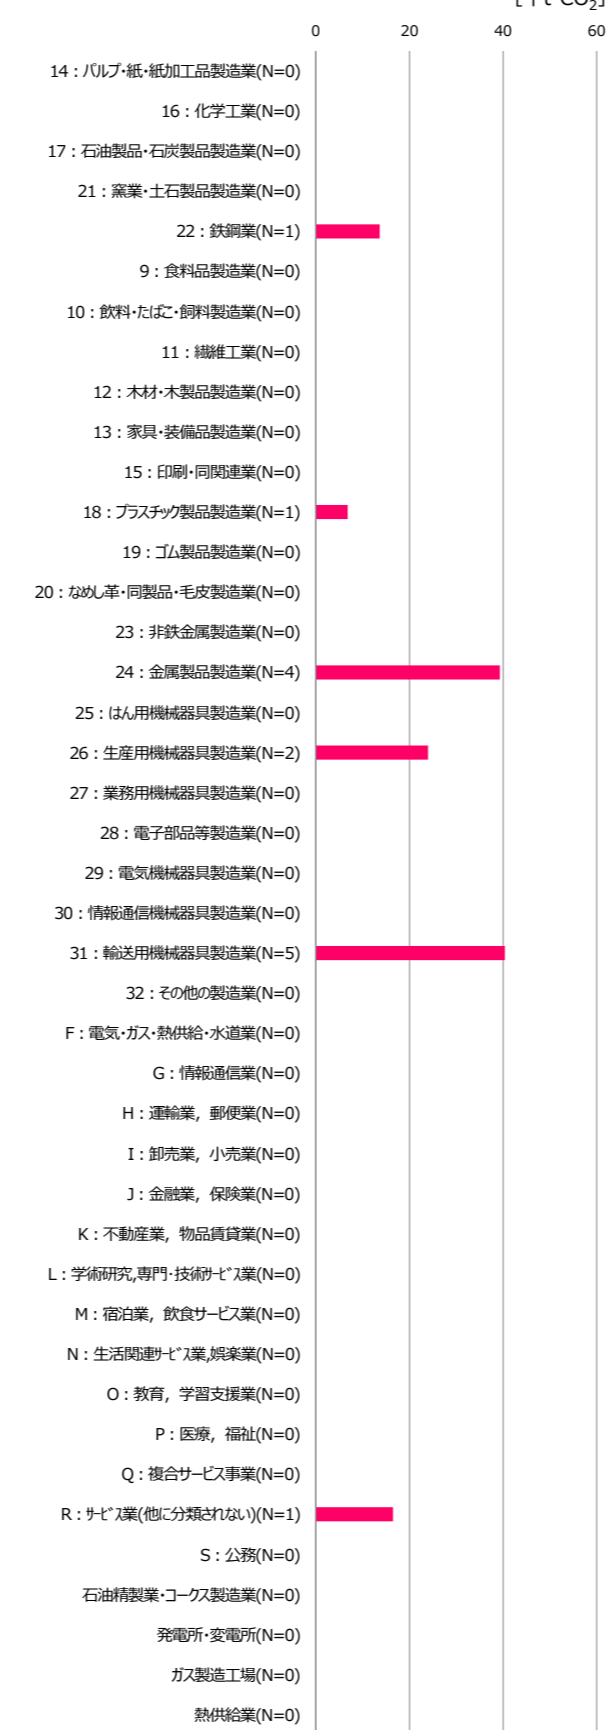 t-CO2]
0 20 40 60
14：パルプ・紙・紙加工品製造業(N=0)
16：化学工業(N=0)
17：石油製品・石炭製品製造業(N=0)
21：窯業・土石製品製造業(N=0)
22：鉄鋼業(N=1)
9：食料品製造業(N=0)
10：飲料・たばこ・飼料製造業(N=0)
11：繊維工業(N=0)
12：木材・木製品製造業(N=0)
13：家具・装備品製造業(N=0)
15：印刷・同関連業(N=0)
18：プラスチック製品製造業(N=1)
19：ゴム製品製造業(N=0)
20：なめし革・同製品・毛皮製造業(N=0)
23：非鉄金属製造業(N=0)
24：金属製品製造業(N=4)
25：はん用機械器具製造業(N=0)
26：生産用機械器具製造業(N=2)
27：業務用機械器具製造業(N=0)
28：電子部品等製造業(N=0)
29：電気機械器具製造業(N=0)
30：情報通信機械器具製造業(N=0)
31：輸送用機械器具製造業(N=5)
32：その他の製造業(N=0)
F：電気・ガス・熱供給・水道業(N=0)
G：情報通信業(N=0)
H：運輸業，郵便業(N=0)
I：卸売業，小売業(N=0)
J：金融業，保険業(N=0)
K：不動産業，物品賃貸業(N=0)
L：学術研究,専門・技術ｻｰﾋﾞｽ業(N=0)
M：宿泊業，飲食サービス業(N=0)
N：生活関連ｻｰﾋﾞｽ業,娯楽業(N=0)
O：教育，学習支援業(N=0)
P：医療，福祉(N=0)
Q：複合サービス事業(N=0)
R：ｻｰﾋﾞｽ業(他に分類されない)(N=1)
S：公務(N=0)
石油精製業・コークス製造業(N=0)
発電所・変電所(N=0)
ガス製造工場(N=0)
熱供給業(N=0)